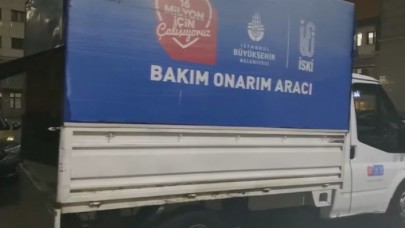 16
MİLYON
İÇİN
Çalışıyoruz
İSTANBUL
BÜYÜKŞEHİR
BELEDİYESİ
İSKİ
BAKIM ONARIM ARACI